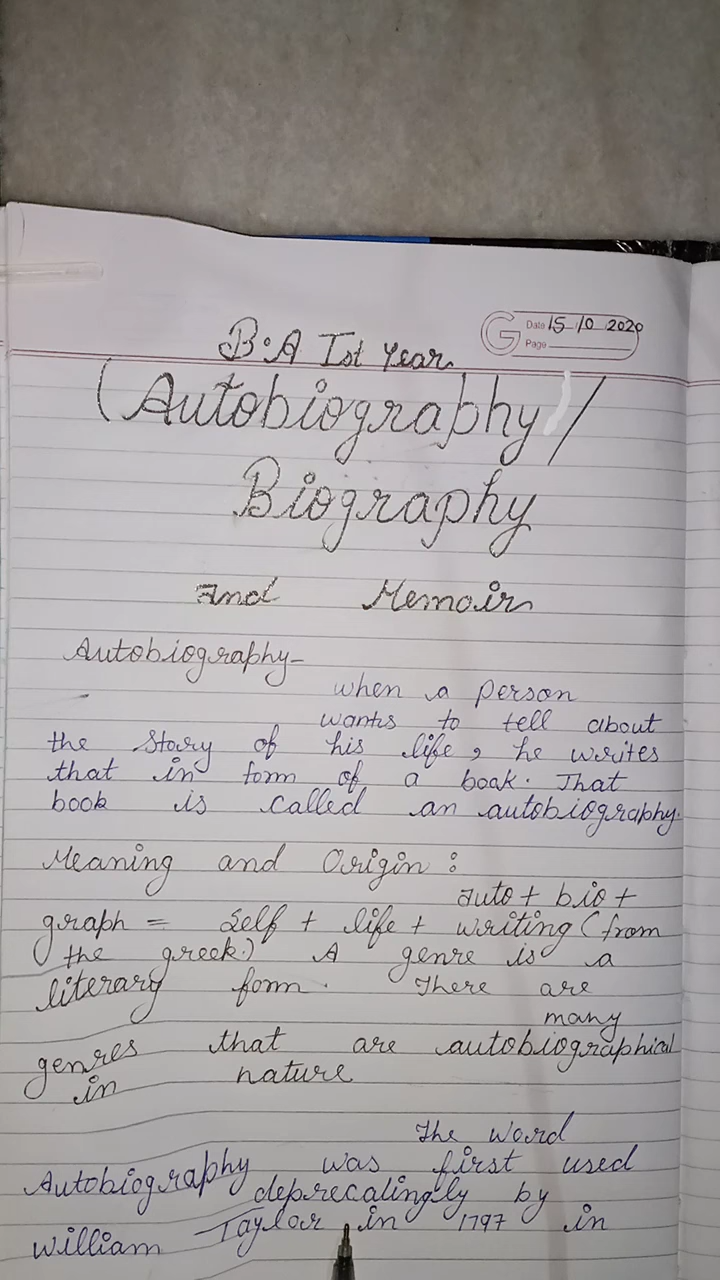 G Date 15 10 2020
Page
B.A Ist Year
(Autobiography) /
Biography
and Memoir
Autobiography-
when a person
wants to tell about
the story of his life, he writes
that in form of a book. That
book is called an autobiography.
Meaning and Origin :
auto + bio +
graph = self + life + writing (from
the greek.) A genre is a
literary form. There are
many
genres that are autobiographical
in nature
The word
Autobiography was first used
deprecalingly by
william Taylor in 1797 in